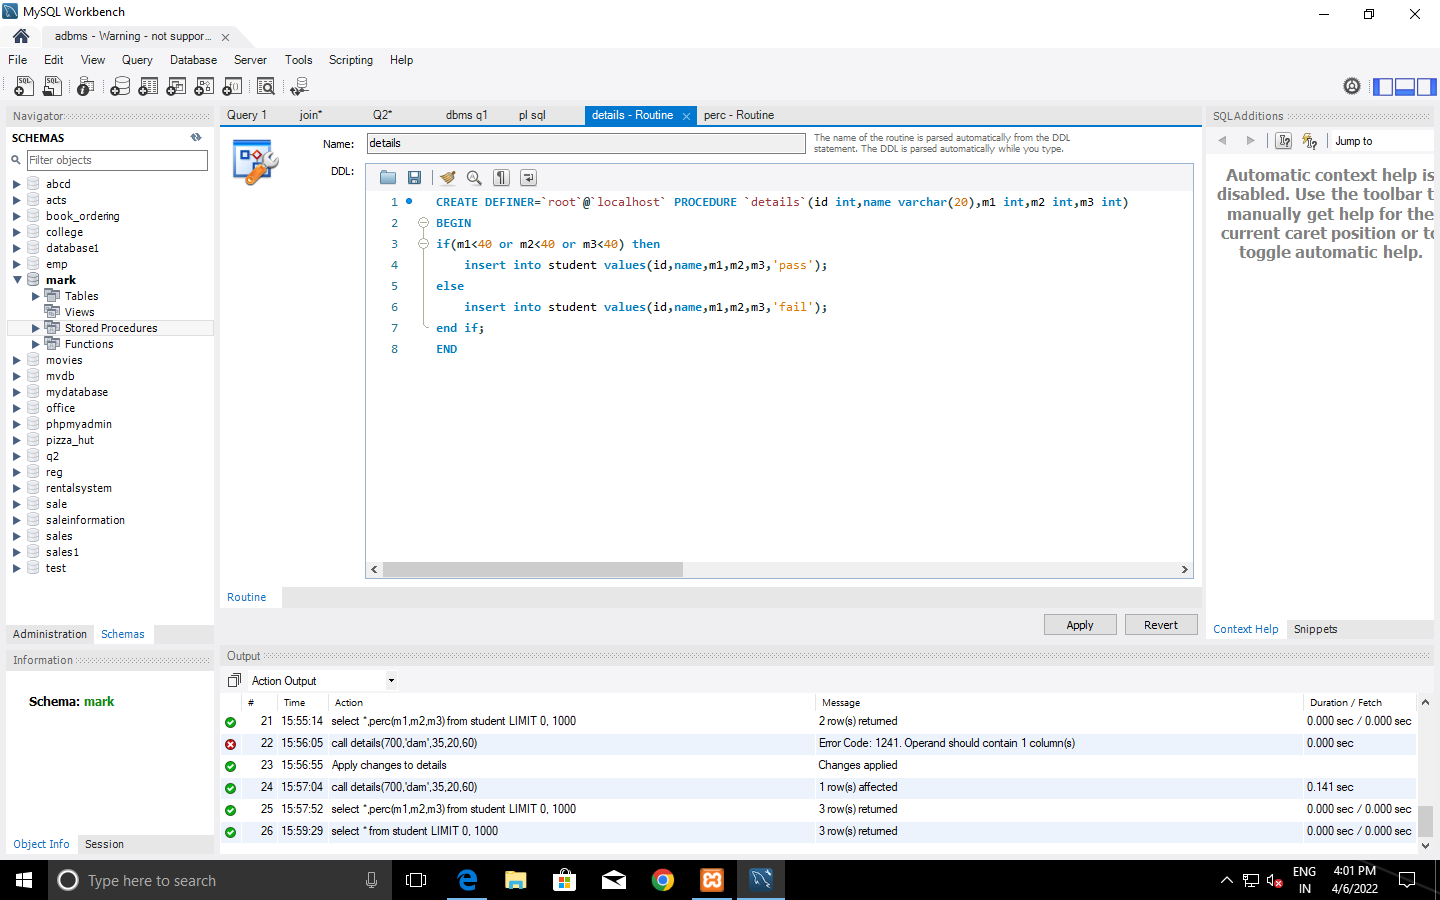 MySQL Workbench
adbms - Warning - not suppor...
File Edit View Query Database Server Tools Scripting Help
Navigator
SCHEMAS
Filter objects
abcd
acts
book_ordering
college
database1
emp
mark
Tables
Views
Stored Procedures
Functions
movies
mvdb
mydatabase
office
phpmyadmin
pizza_hut
q2
reg
rentalsystem
sale
saleinformation
sales
sales1
test
Administration Schemas
Information
Schema: mark
Object Info Session
Query 1 join* Q2* dbms q1 pl sql details - Routine perc - Routine
Name: details
The name of the routine is parsed automatically from the DDL
statement. The DDL is parsed automatically while you type.
DDL:
1 CREATE DEFINER=`root`@`localhost` PROCEDURE `details`(id int,name varchar(20),m1 int,m2 int,m3 int)
2 BEGIN
3 if(m1<40 or m2<40 or m3<40) then
4 insert into student values(id,name,m1,m2,m3,'pass');
5 else
6 insert into student values(id,name,m1,m2,m3,'fail');
7 end if;
8 END
Routine
Apply Revert
SQLAdditions
Jump to
Automatic context help is
disabled. Use the toolbar t
manually get help for the
current caret position or to
toggle automatic help.
Context Help Snippets
Output
Action Output
# Time Action Message Duration / Fetch
21 15:55:14 select *,perc(m1,m2,m3) from student LIMIT 0, 1000 2 row(s) returned 0.000 sec / 0.000 sec
22 15:56:05 call details(700,'dam',35,20,60) Error Code: 1241. Operand should contain 1 column(s) 0.000 sec
23 15:56:55 Apply changes to details Changes applied
24 15:57:04 call details(700,'dam',35,20,60) 1 row(s) affected 0.141 sec
25 15:57:52 select *,perc(m1,m2,m3) from student LIMIT 0, 1000 3 row(s) returned 0.000 sec / 0.000 sec
26 15:59:29 select * from student LIMIT 0, 1000 3 row(s) returned 0.000 sec / 0.000 sec
Type here to search
ENG
IN
4:01 PM
4/6/2022